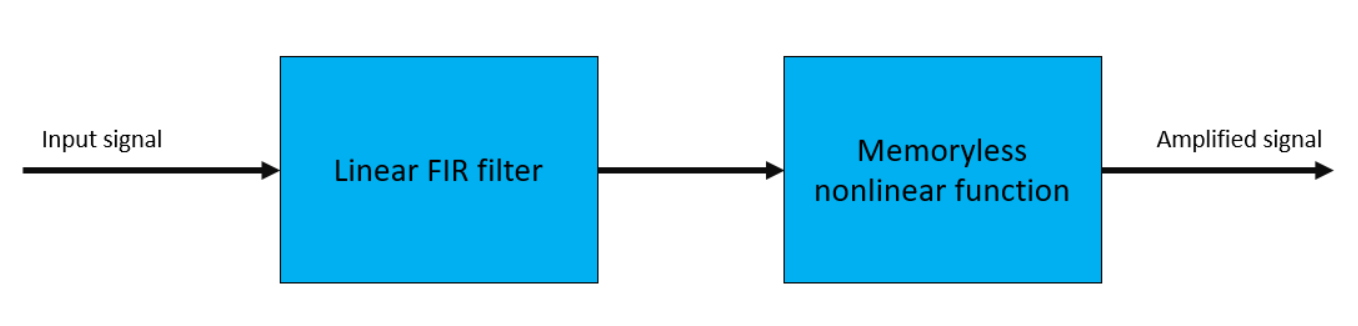 Input signal
Linear FIR filter
Memoryless
nonlinear function
Amplified signal